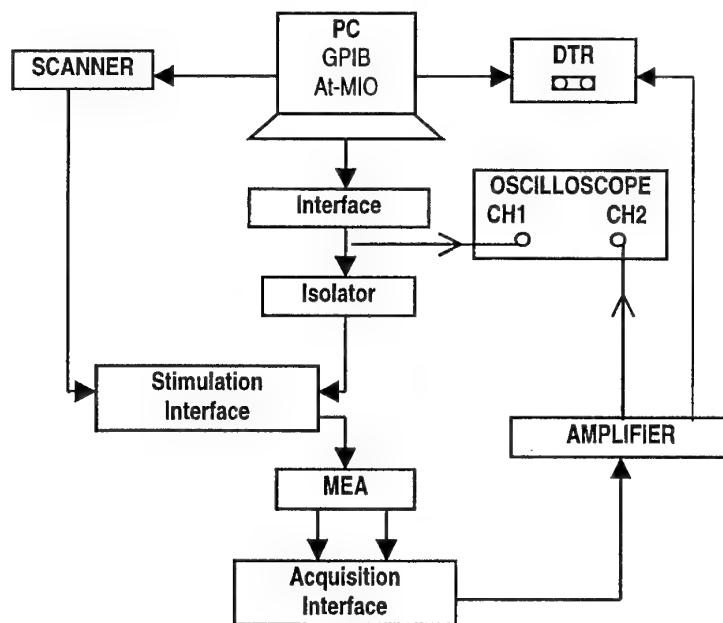 PC
GPIB
At-MIO
SCANNER
DTR
Interface
OSCILLOSCOPE
CH1 CH2
Isolator
Stimulation
Interface
AMPLIFIER
MEA
Acquisition
Interface